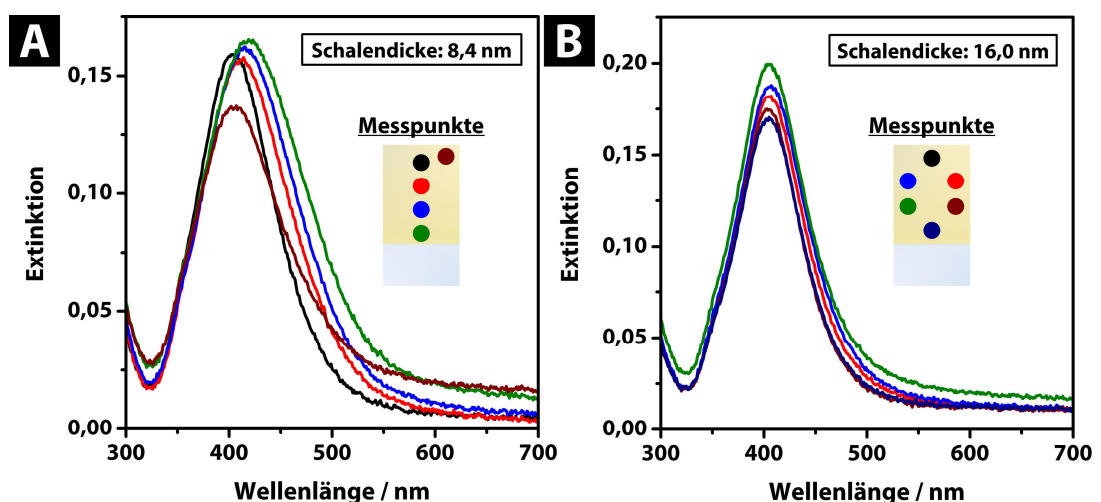 A
Schalendicke: 8,4 nm
Messpunkte
0,15
0,10
0,05
0,00
Extinktion
300
400
500
600
700
Wellenlänge / nm
B
Schalendicke: 16,0 nm
Messpunkte
0,20
0,15
0,10
0,05
0,00
Extinktion
300
400
500
600
700
Wellenlänge / nm